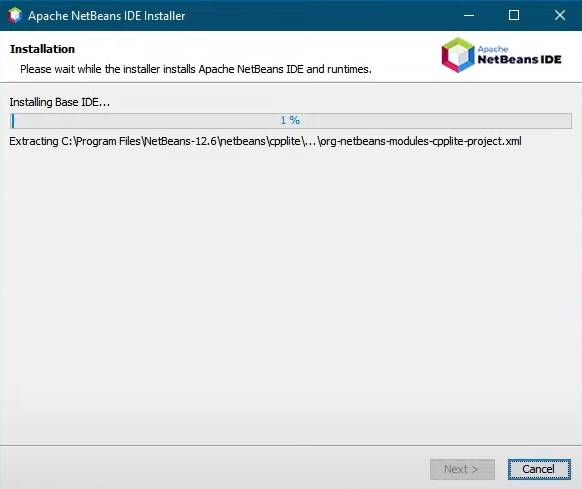 Apache NetBeans IDE Installer
Installation
Please wait while the installer installs Apache NetBeans IDE and runtimes.
Apache
NetBeans IDE
Installing Base IDE...
1 %
Extracting C:\Program Files\NetBeans-12.6\netbeans\cpplite\...\org-netbeans-modules-cpplite-project.xml
Next >
Cancel